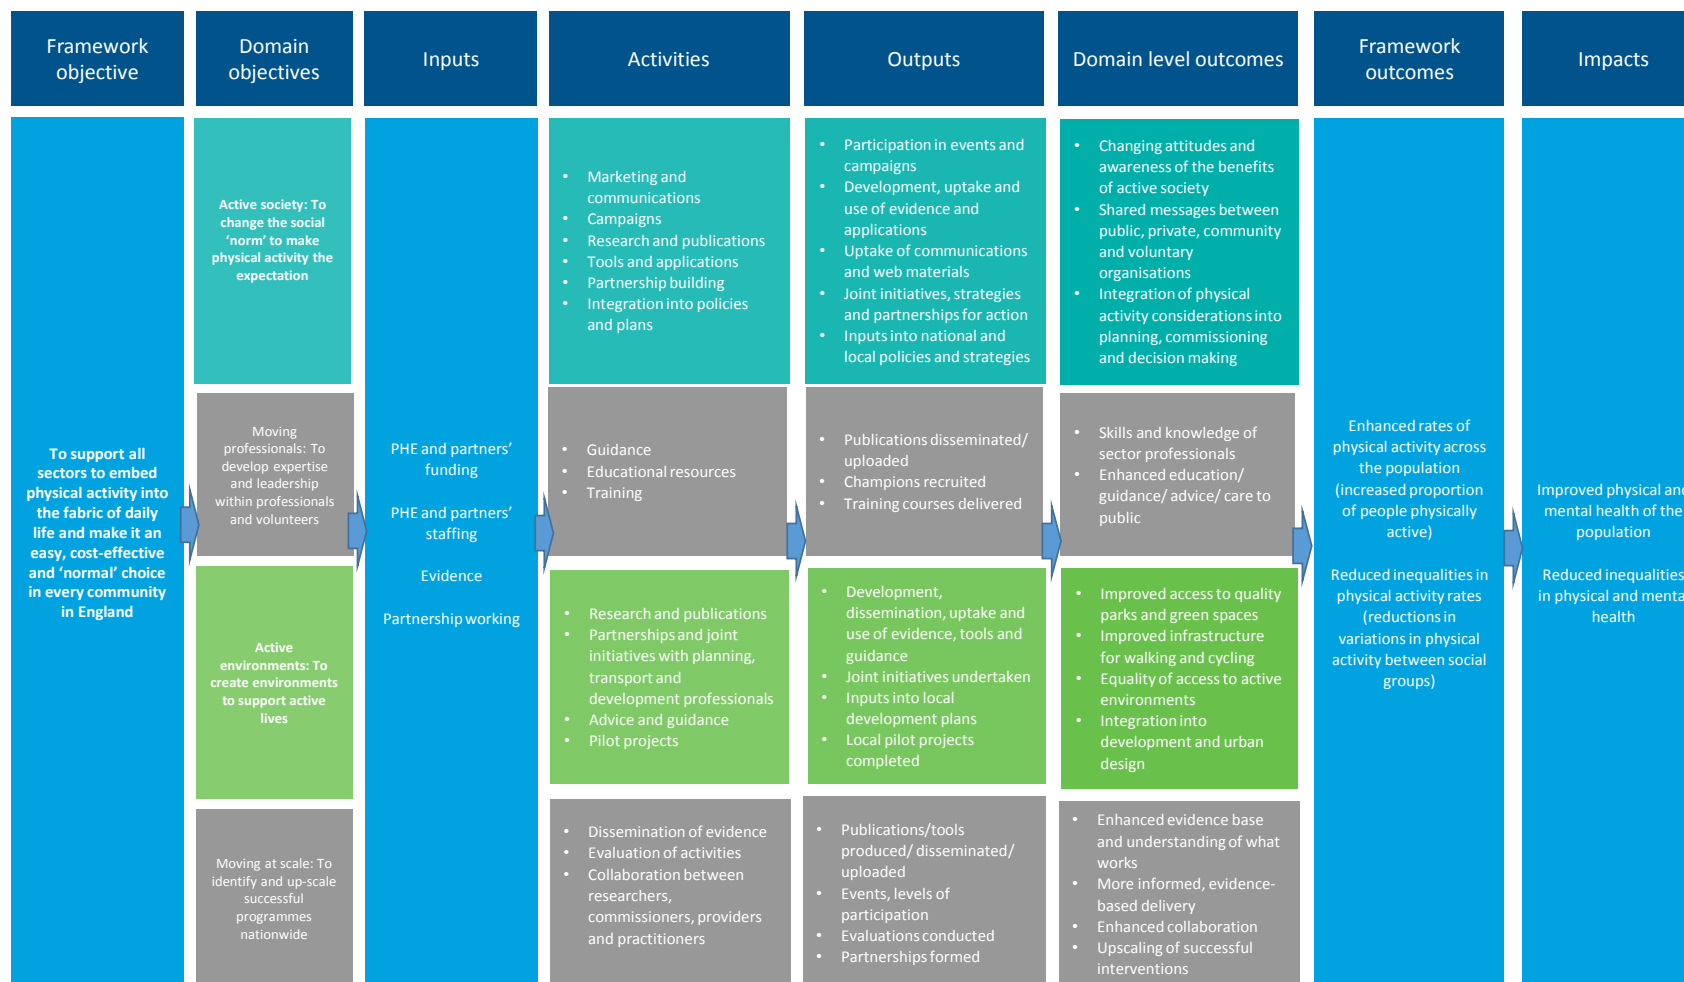 Framework
objective
Domain
objectives
Inputs
Activities
Outputs
Domain level outcomes
Framework
outcomes
Impacts
To support all
sectors to embed
physical activity into
the fabric of daily
life and make it an
easy, cost-effective
and ‘normal’ choice
in every community
in England
Active society: To
change the social
‘norm’ to make
physical activity the
expectation
Moving
professionals: To
develop expertise
and leadership
within professionals
and volunteers
Active
environments: To
create environments
to support active
lives
Moving at scale: To
identify and up-scale
successful
programmes
nationwide
PHE and partners’
funding
PHE and partners’
staffing
Evidence
Partnership working
• Marketing and
communications
• Campaigns
• Research and publications
• Tools and applications
• Partnership building
• Integration into policies
and plans
• Guidance
• Educational resources
• Training
• Research and publications
• Partnerships and joint
initiatives with planning,
transport and
development professionals
• Advice and guidance
• Pilot projects
• Dissemination of evidence
• Evaluation of activities
• Collaboration between
researchers,
commissioners, providers
and practitioners
• Participation in events and
campaigns
• Development, uptake and
use of evidence and
applications
• Uptake of communications
and web materials
• Joint initiatives, strategies
and partnerships for action
• Inputs into national and
local policies and strategies
• Publications disseminated/
uploaded
• Champions recruited
• Training courses delivered
• Development,
dissemination, uptake and
use of evidence, tools and
guidance
• Joint initiatives undertaken
• Inputs into local
development plans
• Local pilot projects
completed
• Publications/tools
produced/ disseminated/
uploaded
• Events, levels of
participation
• Evaluations conducted
• Partnerships formed
• Changing attitudes and
awareness of the benefits
of active society
• Shared messages between
public, private, community
and voluntary
organisations
• Integration of physical
activity considerations into
planning, commissioning
and decision making
• Skills and knowledge of
sector professionals
• Enhanced education/
guidance/ advice/ care to
public
• Improved access to quality
parks and green spaces
• Improved infrastructure
for walking and cycling
• Equality of access to active
environments
• Integration into
development and urban
design
• Enhanced evidence base
and understanding of what
works
• More informed, evidence-
based delivery
• Enhanced collaboration
• Upscaling of successful
interventions
Enhanced rates of
physical activity across
the population
(increased proportion
of people physically
active)
Reduced inequalities in
physical activity rates
(reductions in
variations in physical
activity between social
groups)
Improved physical and
mental health of the
population
Reduced inequalities
in physical and menta
health